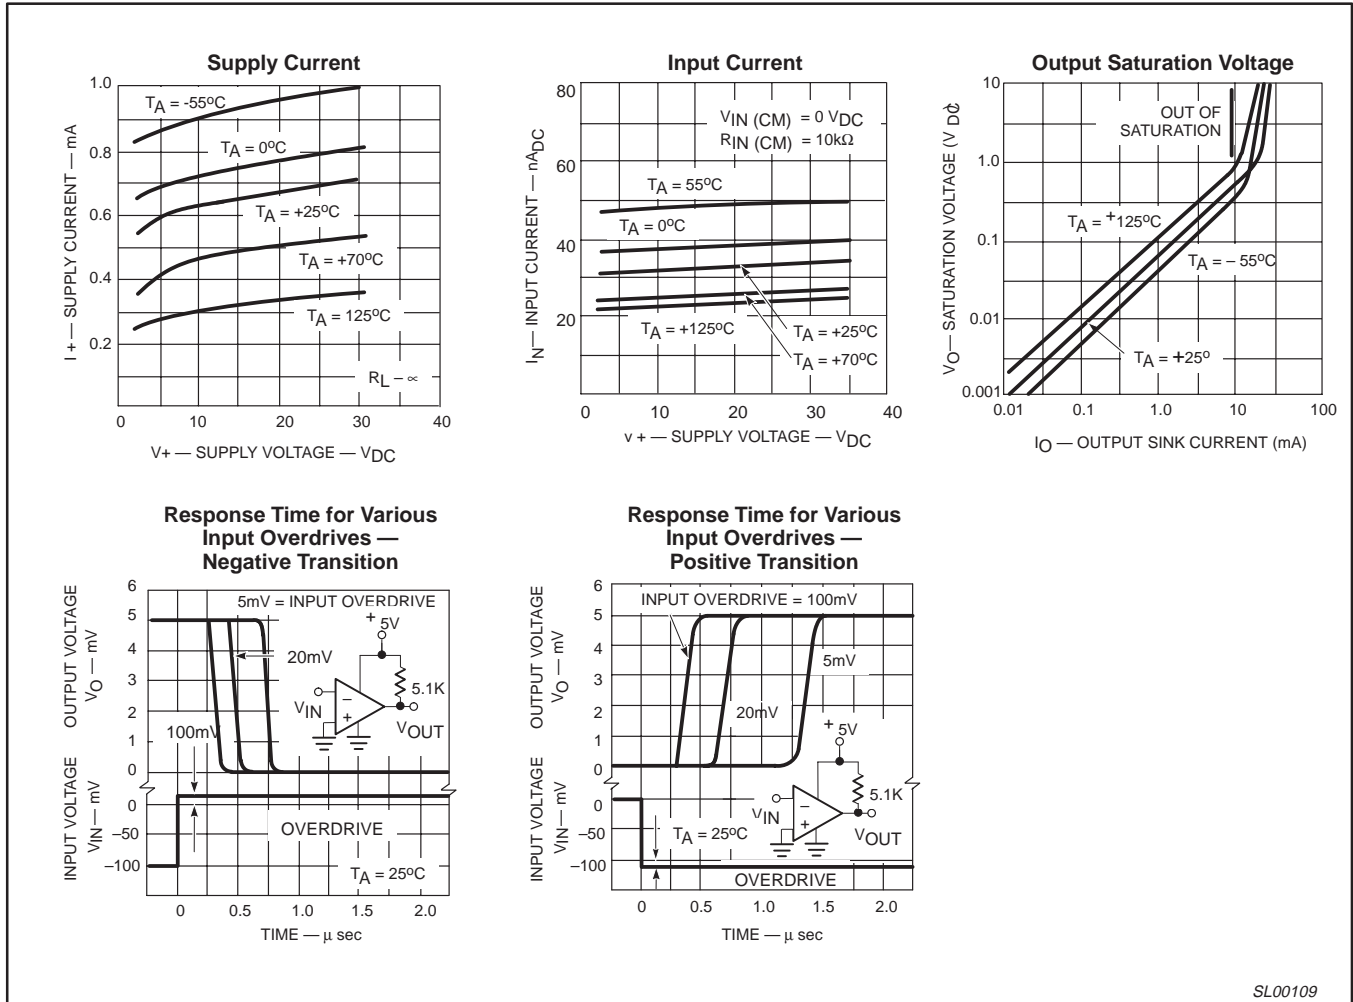 Supply Current
1.0
0.8
0.6
0.4
0.2
I + — SUPPLY CURRENT — mA
TA = -55oC
TA = 0oC
TA = +25oC
TA = +70oC
TA = 125oC
RL – ∝
0 10 20 30 40
V+ — SUPPLY VOLTAGE — VDC
Input Current
80
60
40
20
0
IN— INPUT CURRENT — nADC
VIN (CM) = 0 VDC
RIN (CM) = 10kΩ
TA = 55oC
TA = 0oC
TA = +125oC
TA = +25oC
TA = +70oC
0 10 20 30 40
v + — SUPPLY VOLTAGE — VDC
Output Saturation Voltage
10
1.0
0.1
0.01
0.001
VO— SATURATION VOLTAGE (V DC)
OUT OF
SATURATION
TA = +125oC
TA = – 55oC
TA = +25o
0.01 0.1 1.0 10 100
IO — OUTPUT SINK CURRENT (mA)
Response Time for Various
Input Overdrives —
Negative Transition
6
5
4
3
2
1
0
OUTPUT VOLTAGE
VO — mV
5mV = INPUT OVERDRIVE
20mV
100mV
+ 5V
5.1K
–
+
VIN
VOUT
0
–50
–100
INPUT VOLTAGE
VIN— mV
OVERDRIVE
TA = 25oC
0 0.5 1.0 1.5 2.0
TIME — μ sec
Response Time for Various
Input Overdrives —
Positive Transition
6
5
4
3
2
1
0
OUTPUT VOLTAGE
VO — mV
INPUT OVERDRIVE = 100mV
5mV
20mV
+ 5V
5.1K
–
+
VIN
VOUT
0
–50
–100
INPUT VOLTAGE
VIN— mV
TA = 25oC
OVERDRIVE
0 0.5 1.0 1.5 2.0
TIME — μ sec
SL00109